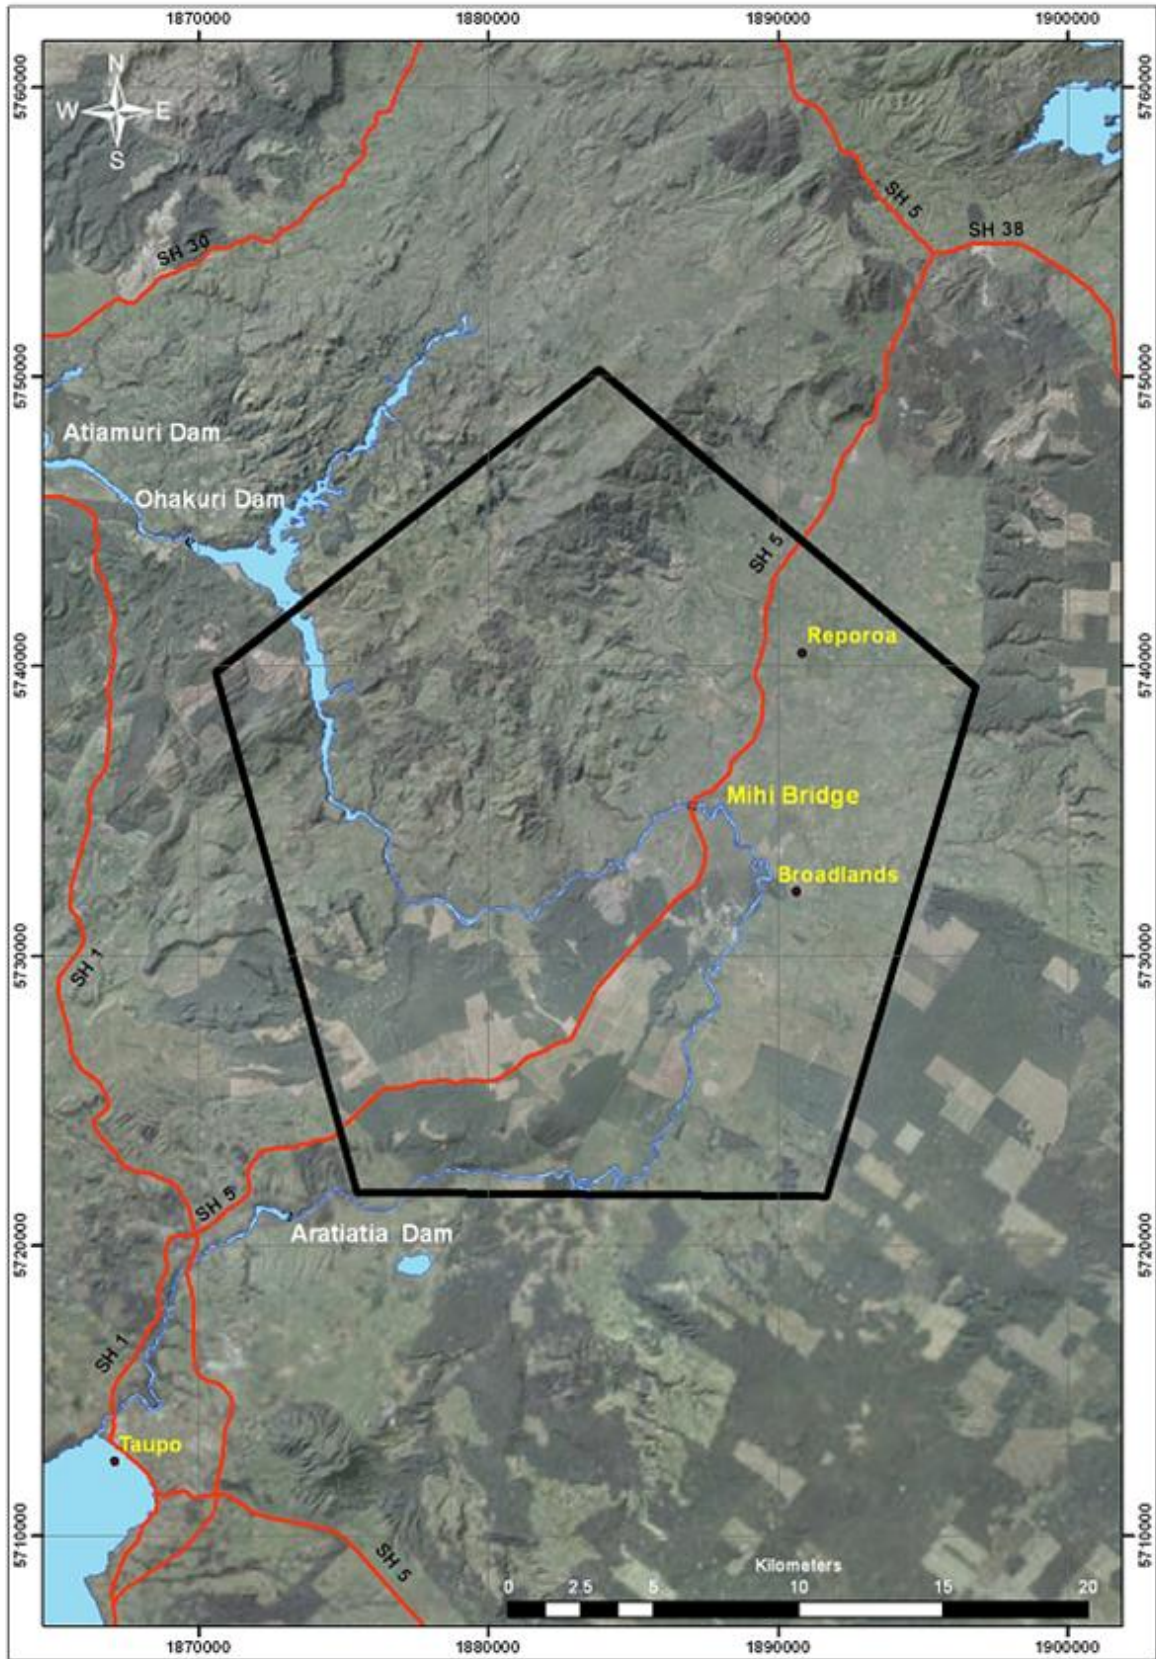 1870000 1880000 1890000 1900000
5760000 5760000
N
W E
S
SH 5
SH 38
SH 30
5750000 5750000
Atiamuri Dam
Ohakuri Dam
SH 5
Reporoa
5740000 5740000
Mihi Bridge
Broadlands
SH 1
5730000 5730000
SH 5
Aratiatia Dam
5720000 5720000
SH 1
Taupo
5710000 5710000
SH 5
Kilometers
0 2.5 5 10 15 20
1870000 1880000 1890000 1900000